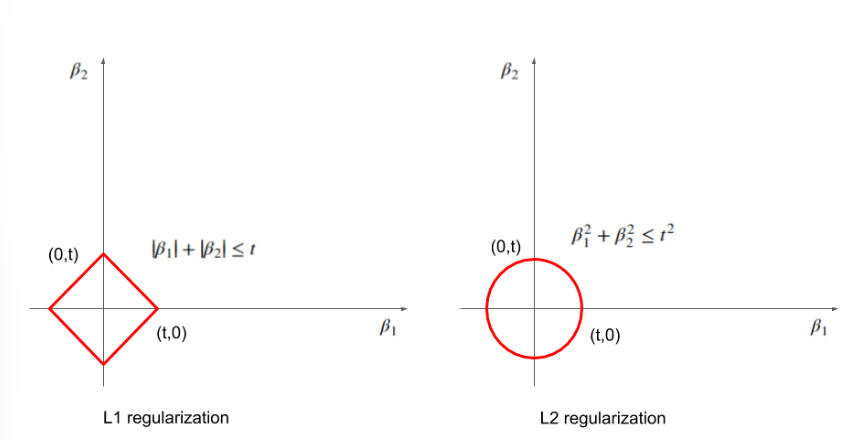 β₂
(0,t)
|β₁| + |β₂| ≤ t
(t,0)
β₁
L1 regularization
β₂
(0,t)
β₁² + β₂² ≤ t²
(t,0)
β₁
L2 regularization